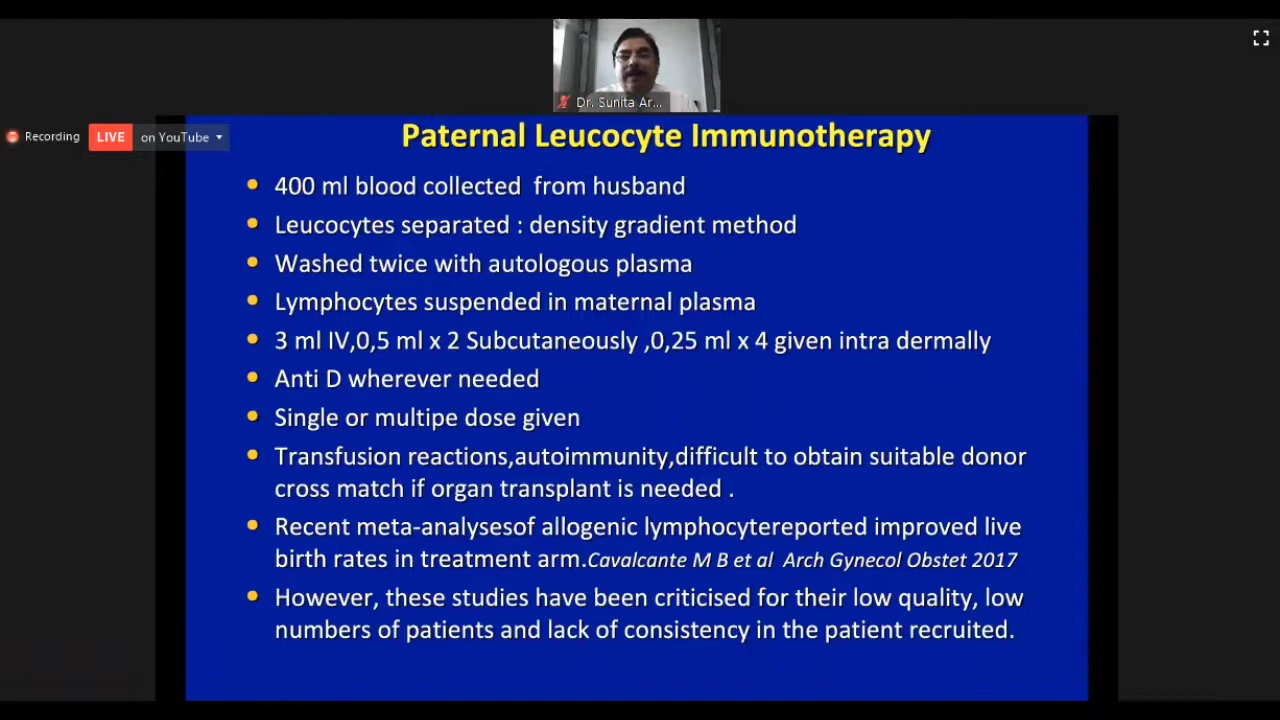 Dr. Sunita Ar...
Recording LIVE on YouTube
Paternal Leucocyte Immunotherapy
400 ml blood collected from husband
Leucocytes separated : density gradient method
Washed twice with autologous plasma
Lymphocytes suspended in maternal plasma
3 ml IV,0,5 ml x 2 Subcutaneously ,0,25 ml x 4 given intra dermally
Anti D wherever needed
Single or multipe dose given
Transfusion reactions,autoimmunity,difficult to obtain suitable donor
cross match if organ transplant is needed .
Recent meta-analysesof allogenic lymphocytereported improved live
birth rates in treatment arm.Cavalcante M B et al Arch Gynecol Obstet 2017
However, these studies have been criticised for their low quality, low
numbers of patients and lack of consistency in the patient recruited.